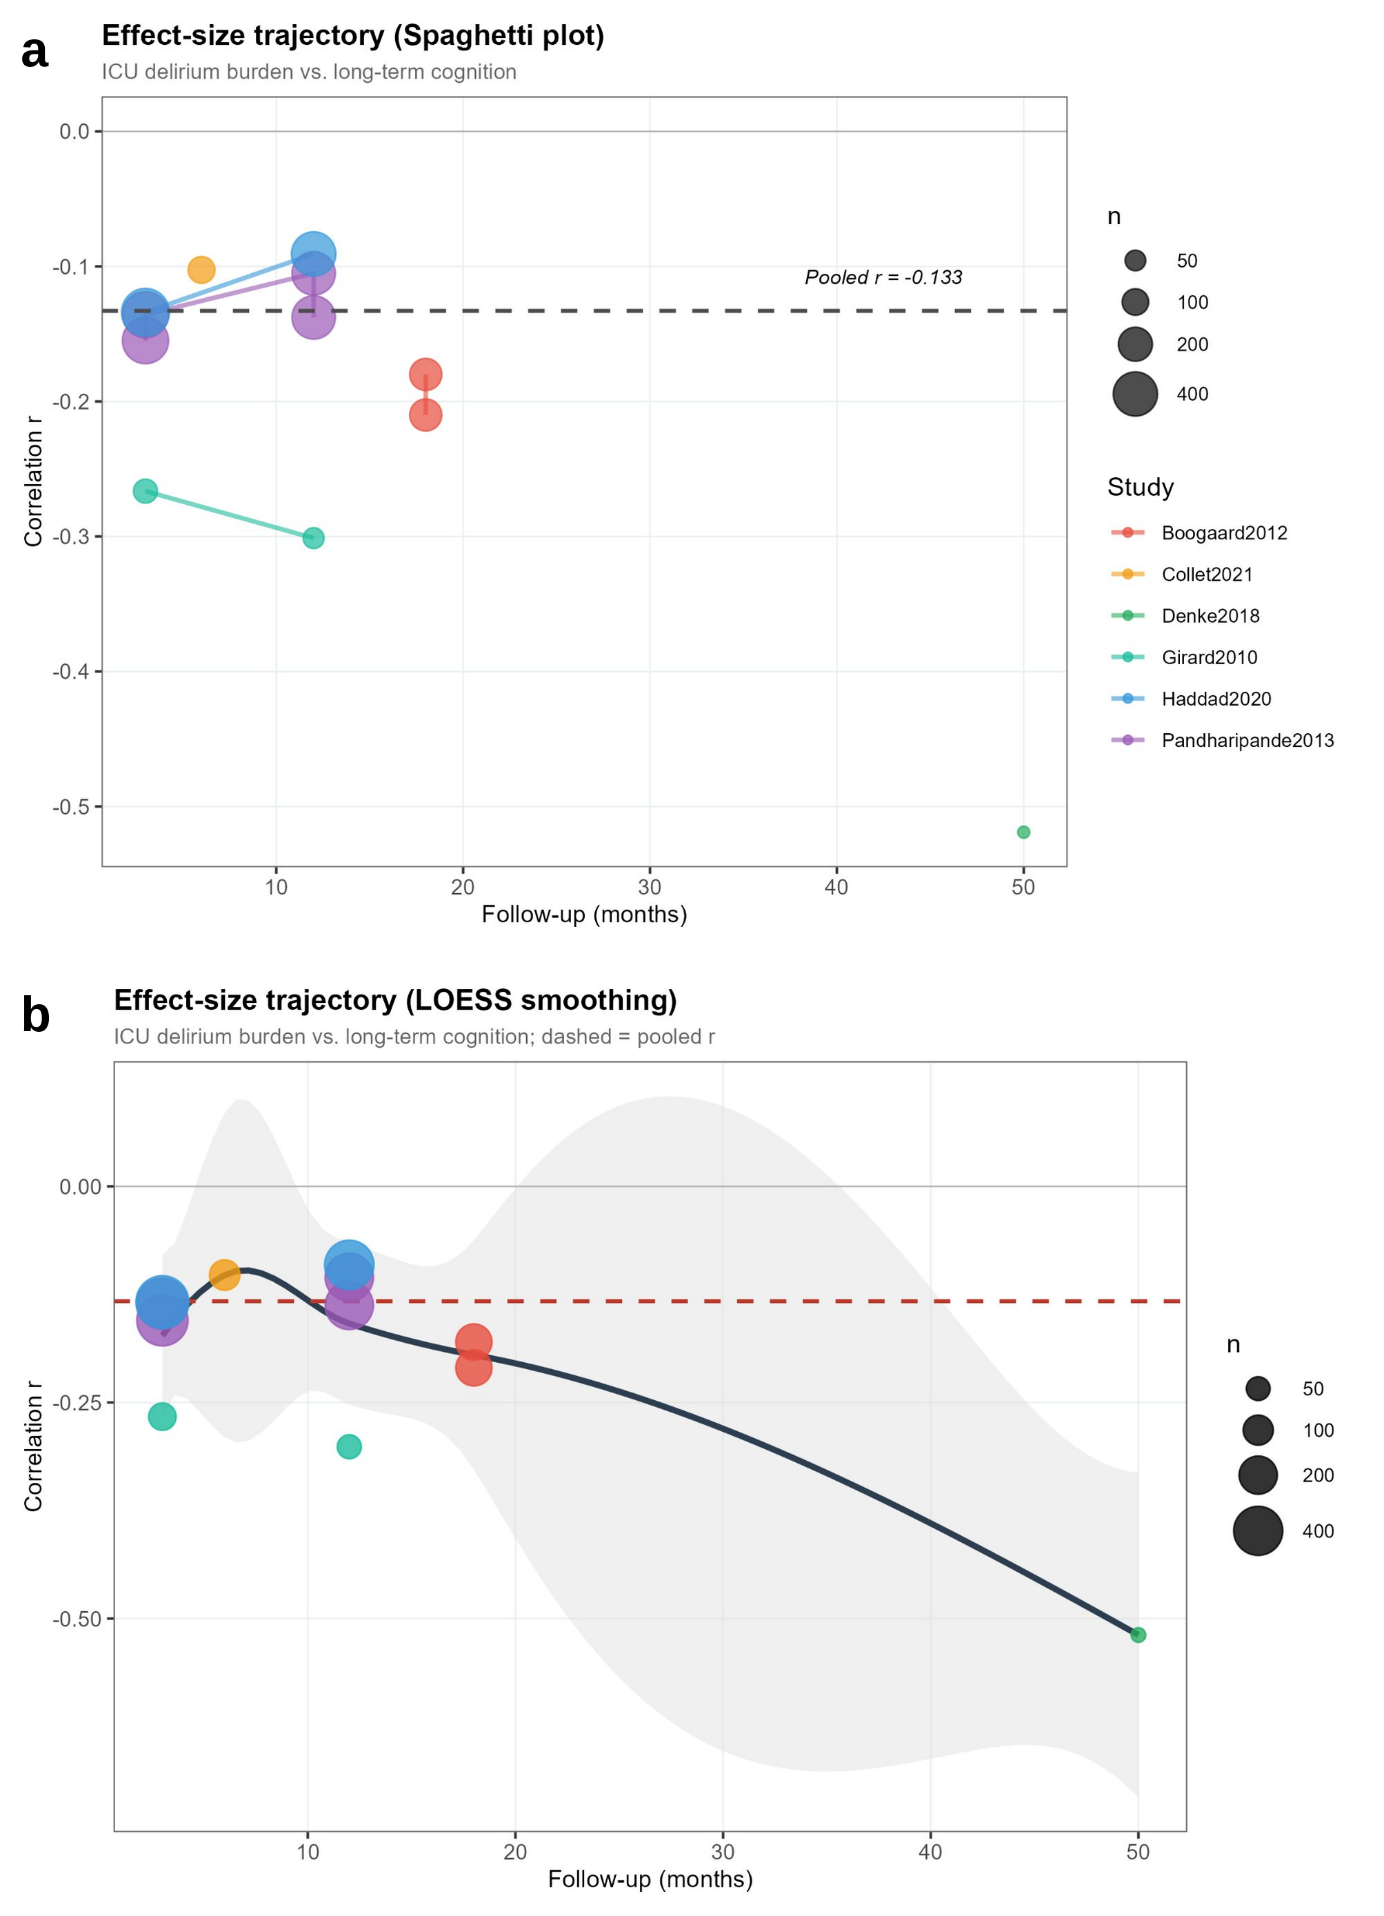 a
Effect-size trajectory (Spaghetti plot)
ICU delirium burden vs. long-term cognition
0.0
-0.1
-0.2
-0.3
-0.4
-0.5
Correlation r
Pooled r = -0.133
10 20 30 40 50
Follow-up (months)
n
50
100
200
400
Study
Boogaard2012
Collet2021
Denke2018
Girard2010
Haddad2020
Pandharipande2013
b
Effect-size trajectory (LOESS smoothing)
ICU delirium burden vs. long-term cognition; dashed = pooled r
0.00
-0.25
-0.50
Correlation r
10 20 30 40 50
Follow-up (months)
n
50
100
200
400